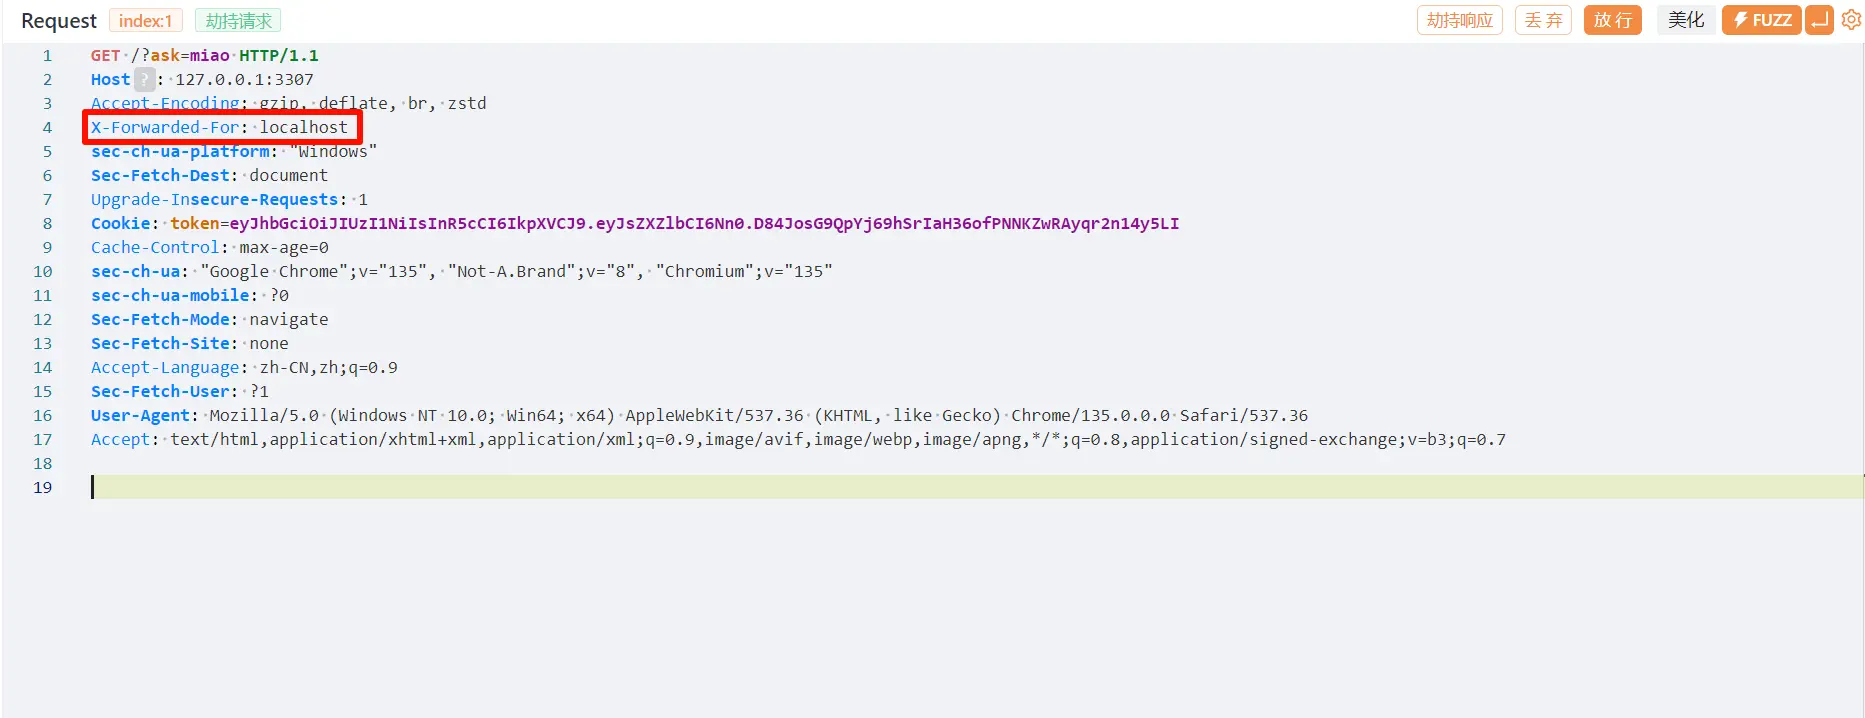 Request index:1 劫持请求 劫持响应 丢弃 放行 美化 FUZZ
1 GET /?ask=miao HTTP/1.1
2 Host ? : 127.0.0.1:3307
3 Accept-Encoding: gzip, deflate, br, zstd
4 X-Forwarded-For: localhost
5 sec-ch-ua-platform: "Windows"
6 Sec-Fetch-Dest: document
7 Upgrade-Insecure-Requests: 1
8 Cookie: token=eyJhbGciOiJIUzI1NiIsInR5cCI6IkpXVCJ9.eyJsZXZlbCI6Nn0.D84JosG9QpYj69hSrIaH36ofPNNKZwRAyqr2n14y5LI
9 Cache-Control: max-age=0
10 sec-ch-ua: "Google Chrome";v="135", "Not-A.Brand";v="8", "Chromium";v="135"
11 sec-ch-ua-mobile: ?0
12 Sec-Fetch-Mode: navigate
13 Sec-Fetch-Site: none
14 Accept-Language: zh-CN,zh;q=0.9
15 Sec-Fetch-User: ?1
16 User-Agent: Mozilla/5.0 (Windows NT 10.0; Win64; x64) AppleWebKit/537.36 (KHTML, like Gecko) Chrome/135.0.0.0 Safari/537.36
17 Accept: text/html,application/xhtml+xml,application/xml;q=0.9,image/avif,image/webp,image/apng,*/*;q=0.8,application/signed-exchange;v=b3;q=0.7
18
19